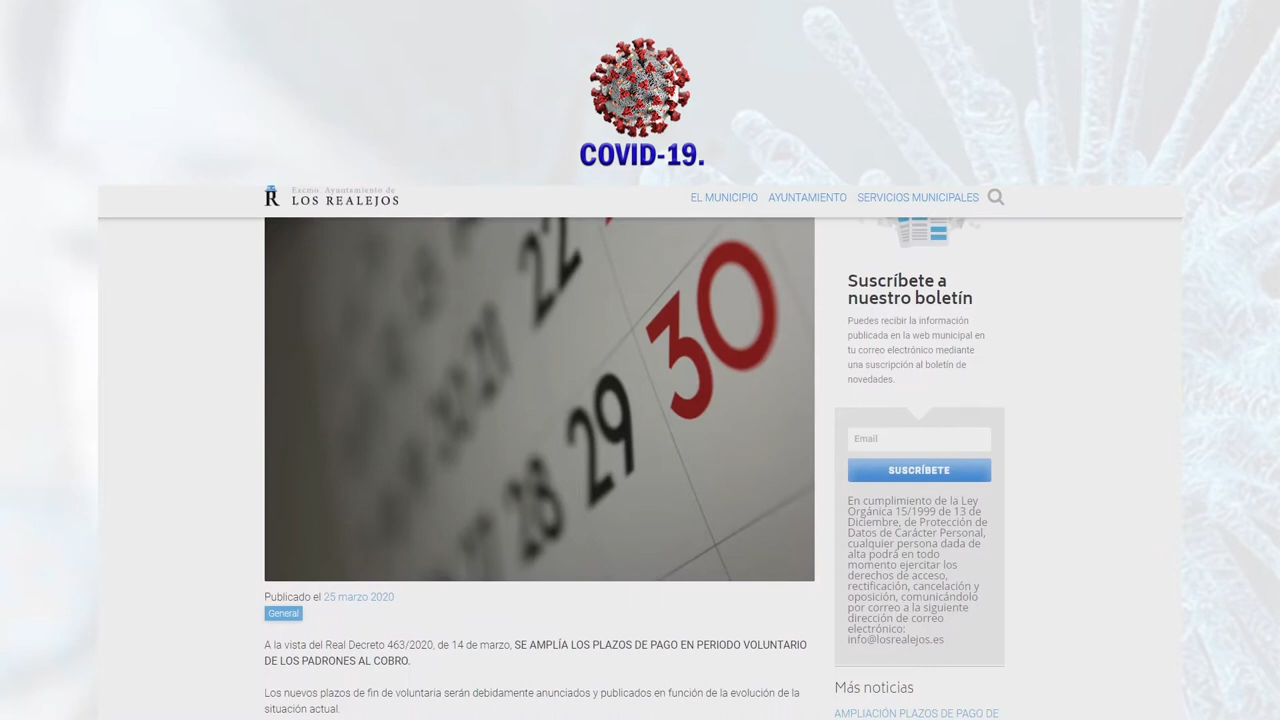 COVID-19.
Excmo. Ayuntamiento de
LOS REALEJOS
EL MUNICIPIO AYUNTAMIENTO SERVICIOS MUNICIPALES
22
30
29
28
27
21
Publicado el 25 marzo 2020
General
A la vista del Real Decreto 463/2020, de 14 de marzo, SE AMPLÍA LOS PLAZOS DE PAGO EN PERIODO VOLUNTARIO
DE LOS PADRONES AL COBRO.
Los nuevos plazos de fin de voluntaria serán debidamente anunciados y publicados en función de la evolución de la
situación actual.
Suscríbete a
nuestro boletín
Puedes recibir la información
publicada en la web municipal en
tu correo electrónico mediante
una suscripción al boletín de
novedades.
Email
SUSCRÍBETE
En cumplimiento de la Ley
Orgánica 15/1999 de 13 de
Diciembre, de Protección de
Datos de Carácter Personal,
cualquier persona dada de
alta podrá en todo
momento ejercitar los
derechos de acceso,
rectificación, cancelación y
oposición, comunicándolo
por correo a la siguiente
dirección de correo
electrónico:
info@losrealejos.es
Más noticias
AMPLIACIÓN PLAZOS DE PAGO DE